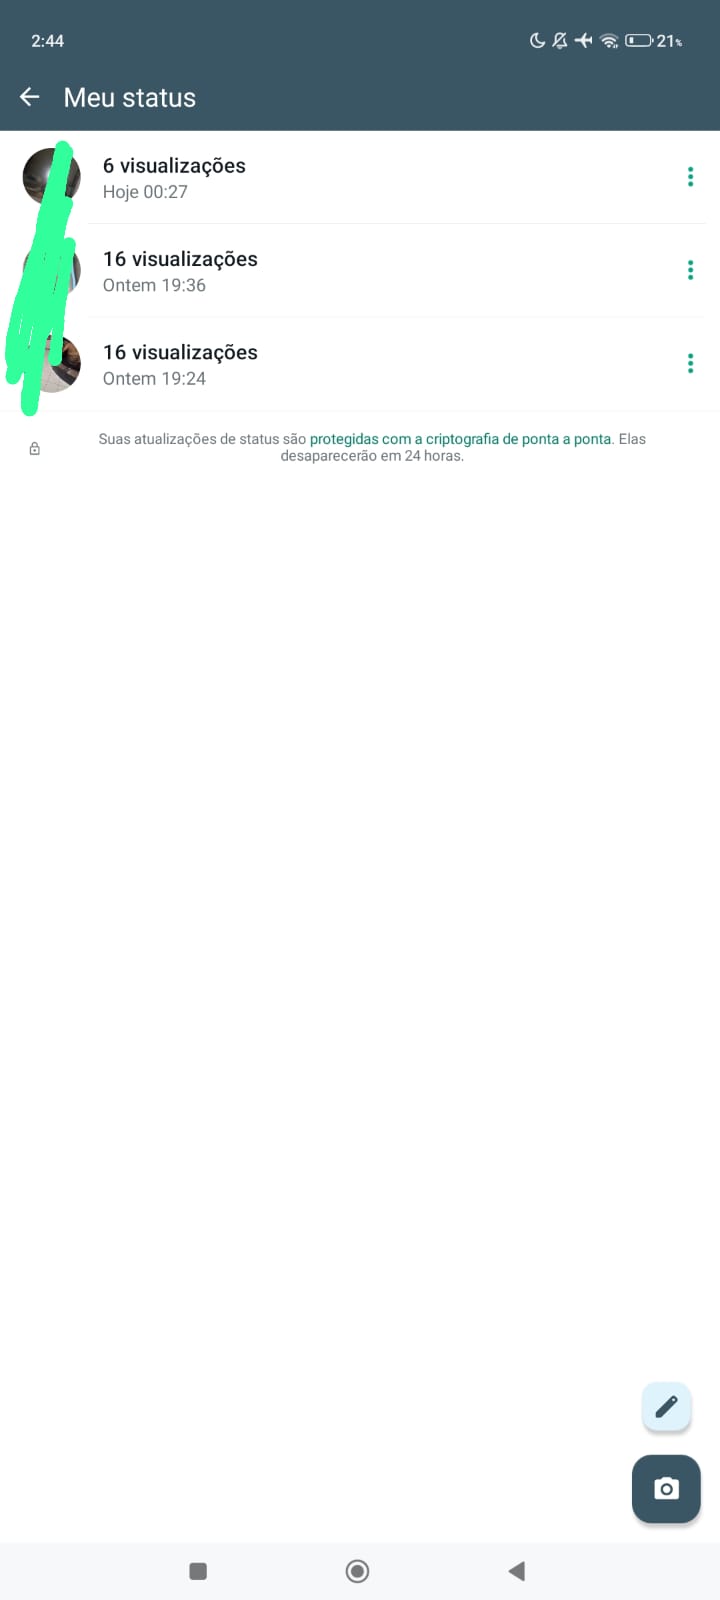 2:44
21%
Meu status
6 visualizações
Hoje 00:27
16 visualizações
Ontem 19:36
16 visualizações
Ontem 19:24
Suas atualizações de status são protegidas com a criptografia de ponta a ponta. Elas
desaparecerão em 24 horas.